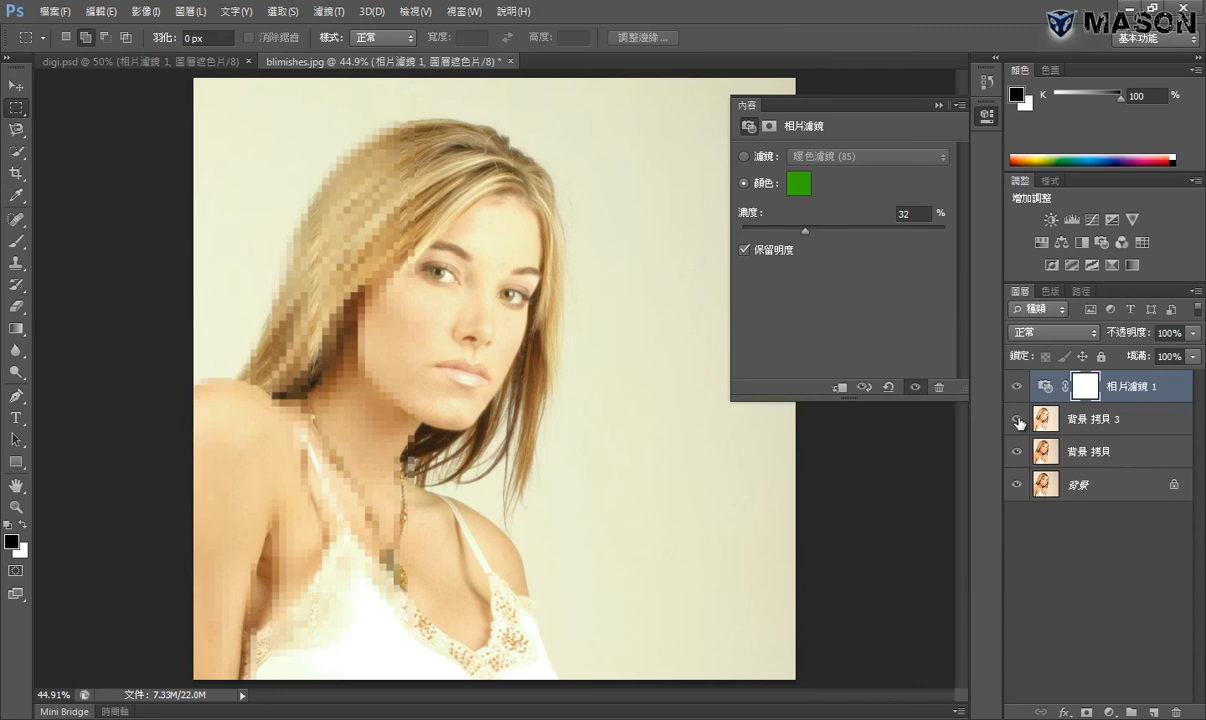 Ps 檔案(F) 編輯(E) 影像(I) 圖層(L) 文字(Y) 選取(S) 濾鏡(T) 3D(D) 檢視(V) 視窗(W) 說明(H)
MASON
羽化: 0 px 消除鋸齒 樣式: 正常 寬度: 高度: 調整邊緣... 基本功能
digi.psd @ 50% (相片濾鏡 1, 圖層遮色片/8) × blimishes.jpg @ 44.9% (相片濾鏡 1, 圖層遮色片/8) * ×
顏色 色票
K 100 %
內容
相片濾鏡
濾鏡: 暖色濾鏡 (85)
顏色:
濃度: 32 %
保留明度
調整 樣式
增加調整
圖層 色版 路徑
種類
正常 不透明度: 100%
鎖定: 填滿: 100%
相片濾鏡 1
背景 拷貝 3
背景 拷貝
背景
44.91% 文件: 7.33M/22.0M
Mini Bridge 時間軸
T
fx